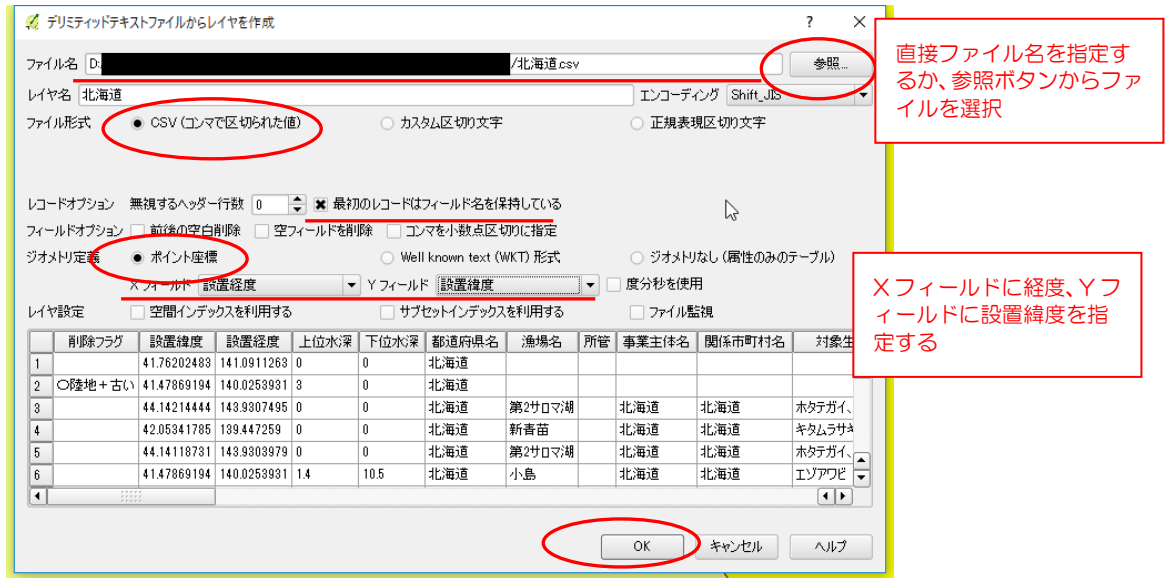 デリミティッドテキストファイルからレイヤを作成 ? ×
ファイル名 D: /北海道.csv 参照...
レイヤ名 北海道 エンコーディング Shift_JIS
ファイル形式 CSV (コンマで区切られた値) カスタム区切り文字 正規表現区切り文字
レコードオプション 無視するヘッダー行数 0 最初のレコードはフィールド名を保持している
フィールドオプション 前後の空白削除 空フィールドを削除 コンマを小数点区切りに指定
ジオメトリ定義 ポイント座標 Well known text (WKT) 形式 ジオメトリなし (属性のみのテーブル)
X フィールド 設置経度 Y フィールド 設置緯度 度分秒を使用
レイヤ設定 空間インデックスを利用する サブセットインデックスを利用する ファイル監視
削除フラグ 設置緯度 設置経度 上位水深 下位水深 都道府県名 漁場名 所管 事業主体名 関係市町村名 対象生
1 41.76202483 141.0911263 0 0 北海道
2 〇陸地+古い 41.47869194 140.0253931 3 0 北海道
3 44.14214444 143.9307495 0 0 北海道 第2サロマ湖 北海道 北海道 ホタテガイ、
4 42.05341785 139.447259 0 0 北海道 新青苗 北海道 北海道 キタムラサキ
5 44.14118731 143.9303979 0 0 北海道 第2サロマ湖 北海道 北海道 ホタテガイ、
6 41.47869194 140.0253931 1.4 10.5 北海道 小島 北海道 北海道 エゾアワビ
OK キャンセル ヘルプ
直接ファイル名を指定す
るか、参照ボタンからファ
イルを選択
Xフィールドに経度、Yフ
ィールドに設置緯度を指
定する